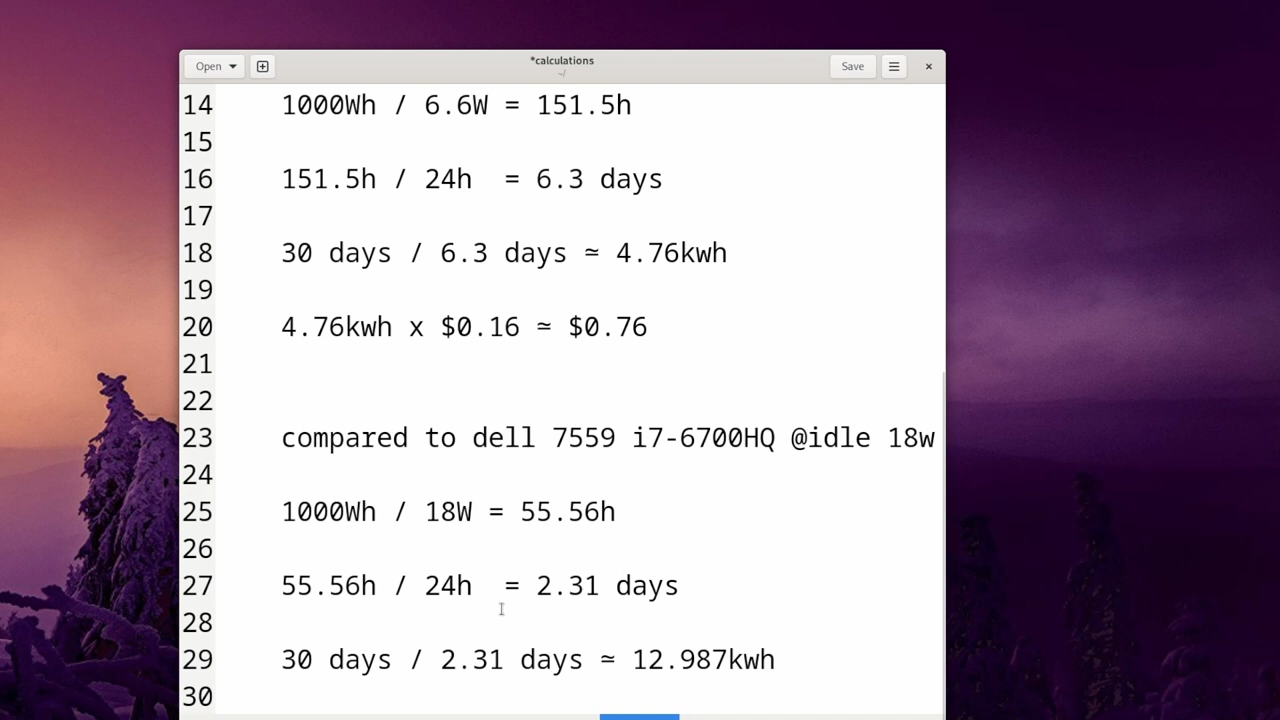 Open
*calculations
~/
Save
14 1000Wh / 6.6W = 151.5h
15
16 151.5h / 24h  = 6.3 days
17
18 30 days / 6.3 days ≃ 4.76kwh
19
20 4.76kwh x $0.16 ≃ $0.76
21
22
23 compared to dell 7559 i7-6700HQ @idle 18w
24
25 1000Wh / 18W = 55.56h
26
27 55.56h / 24h  = 2.31 days
28
29 30 days / 2.31 days ≃ 12.987kwh
30